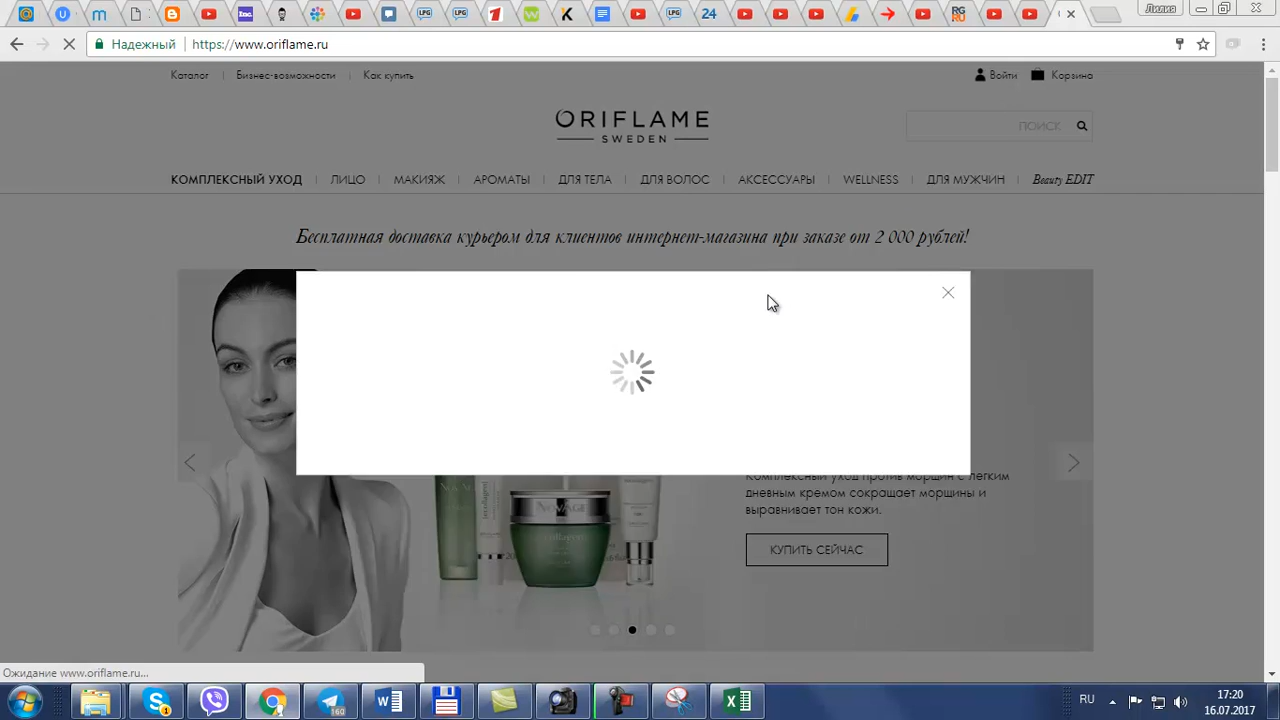 Лилия
Надежный
https://www.oriflame.ru
Каталог
Бизнес-возможности
Как купить
Войти
Корзина
ORIFLAME
SWEDEN
ПОИСК
КОМПЛЕКСНЫЙ УХОД
ЛИЦО
МАКИЯЖ
АРОМАТЫ
ДЛЯ ТЕЛА
ДЛЯ ВОЛОС
АКСЕССУАРЫ
WELLNESS
ДЛЯ МУЖЧИН
Beauty EDIT
Бесплатная доставка курьером для клиентов интернет-магазина при заказе от 2 000 рублей!
Комплексный уход против морщин с легким
дневным кремом сокращает морщины и
выравнивает тон кожи.
КУПИТЬ СЕЙЧАС
Ожидание www.oriflame.ru...
RU
17:20
16.07.2017